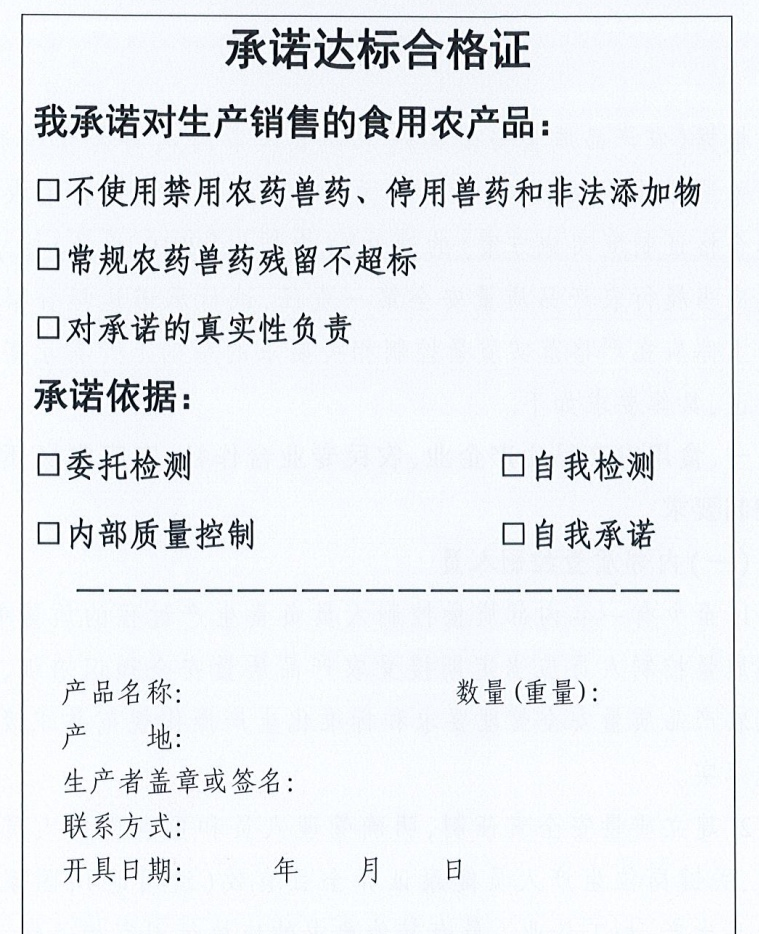 承诺达标合格证
我承诺对生产销售的食用农产品：
□不使用禁用农药兽药、停用兽药和非法添加物
□常规农药兽药残留不超标
□对承诺的真实性负责
承诺依据：
□委托检测 □自我检测
□内部质量控制 □自我承诺
产品名称： 数量(重量)：
产 地：
生产者盖章或签名：
联系方式：
开具日期： 年 月 日